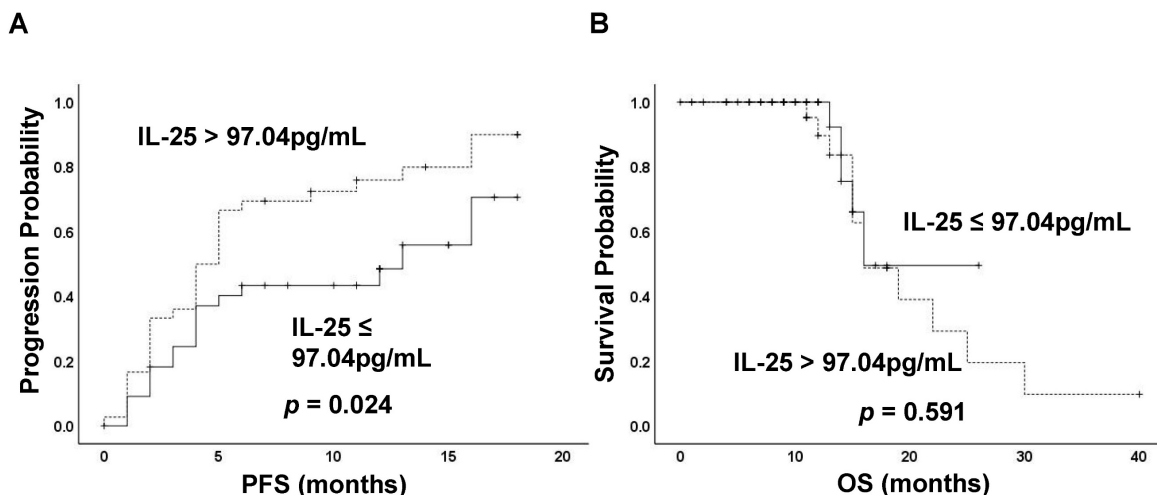 A
Progression Probability
1.0
0.8
0.6
0.4
0.2
0.0
IL-25 > 97.04pg/mL
IL-25 ≤
97.04pg/mL
p = 0.024
0 5 10 15 20
PFS (months)
B
Survival Probability
1.0
0.8
0.6
0.4
0.2
0.0
IL-25 ≤ 97.04pg/mL
IL-25 > 97.04pg/mL
p = 0.591
0 10 20 30 40
OS (months)